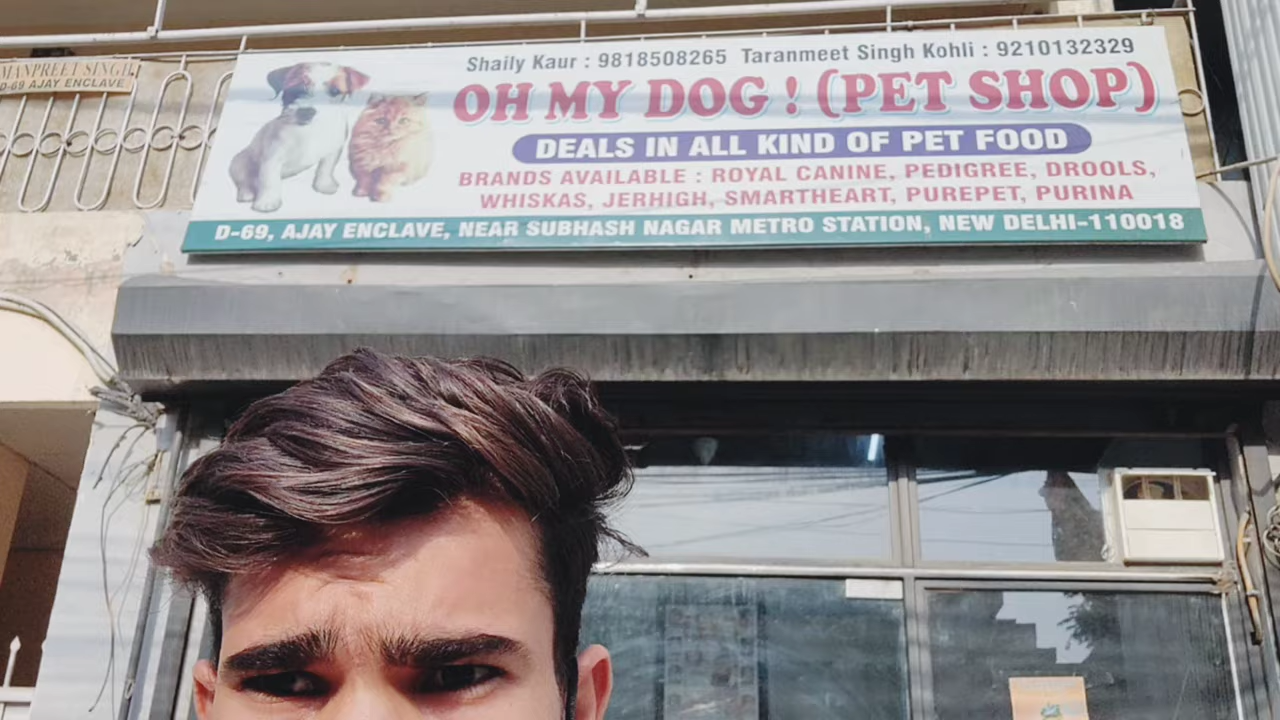 MANPREET SINGH
D-69 AJAY ENCLAVE
Shaily Kaur : 9818508265 Taranmeet Singh Kohli : 9210132329
OH MY DOG ! (PET SHOP)
DEALS IN ALL KIND OF PET FOOD
BRANDS AVAILABLE : ROYAL CANINE, PEDIGREE, DROOLS,
WHISKAS, JERHIGH, SMARTHEART, PUREPET, PURINA
D-69, AJAY ENCLAVE, NEAR SUBHASH NAGAR METRO STATION, NEW DELHI-110018